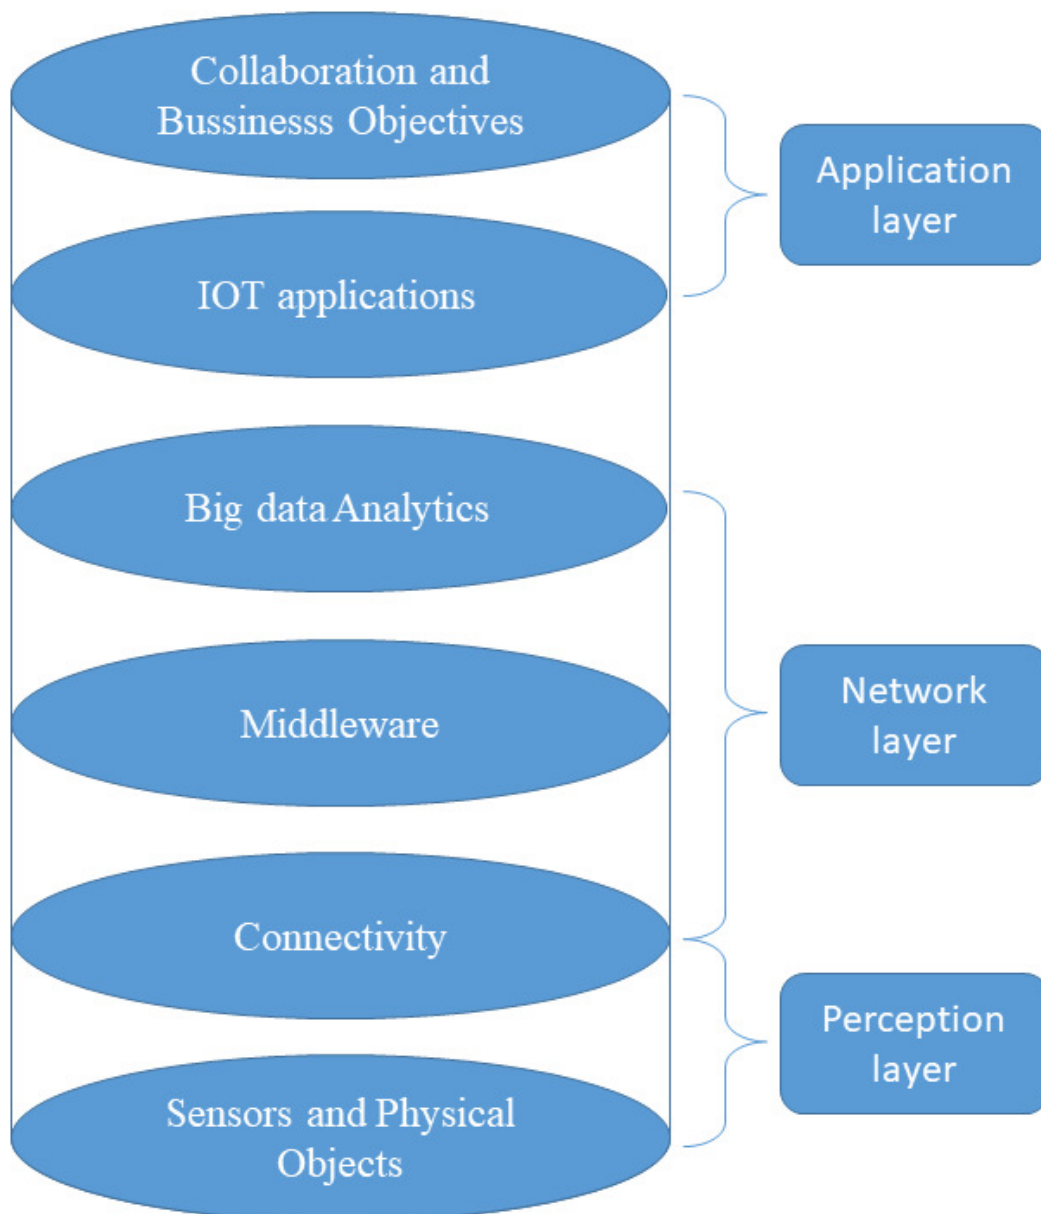 Collaboration and
Bussinesss Objectives
Application
layer
IOT applications
Big data Analytics
Middleware
Network
layer
Connectivity
Perception
layer
Sensors and Physical
Objects